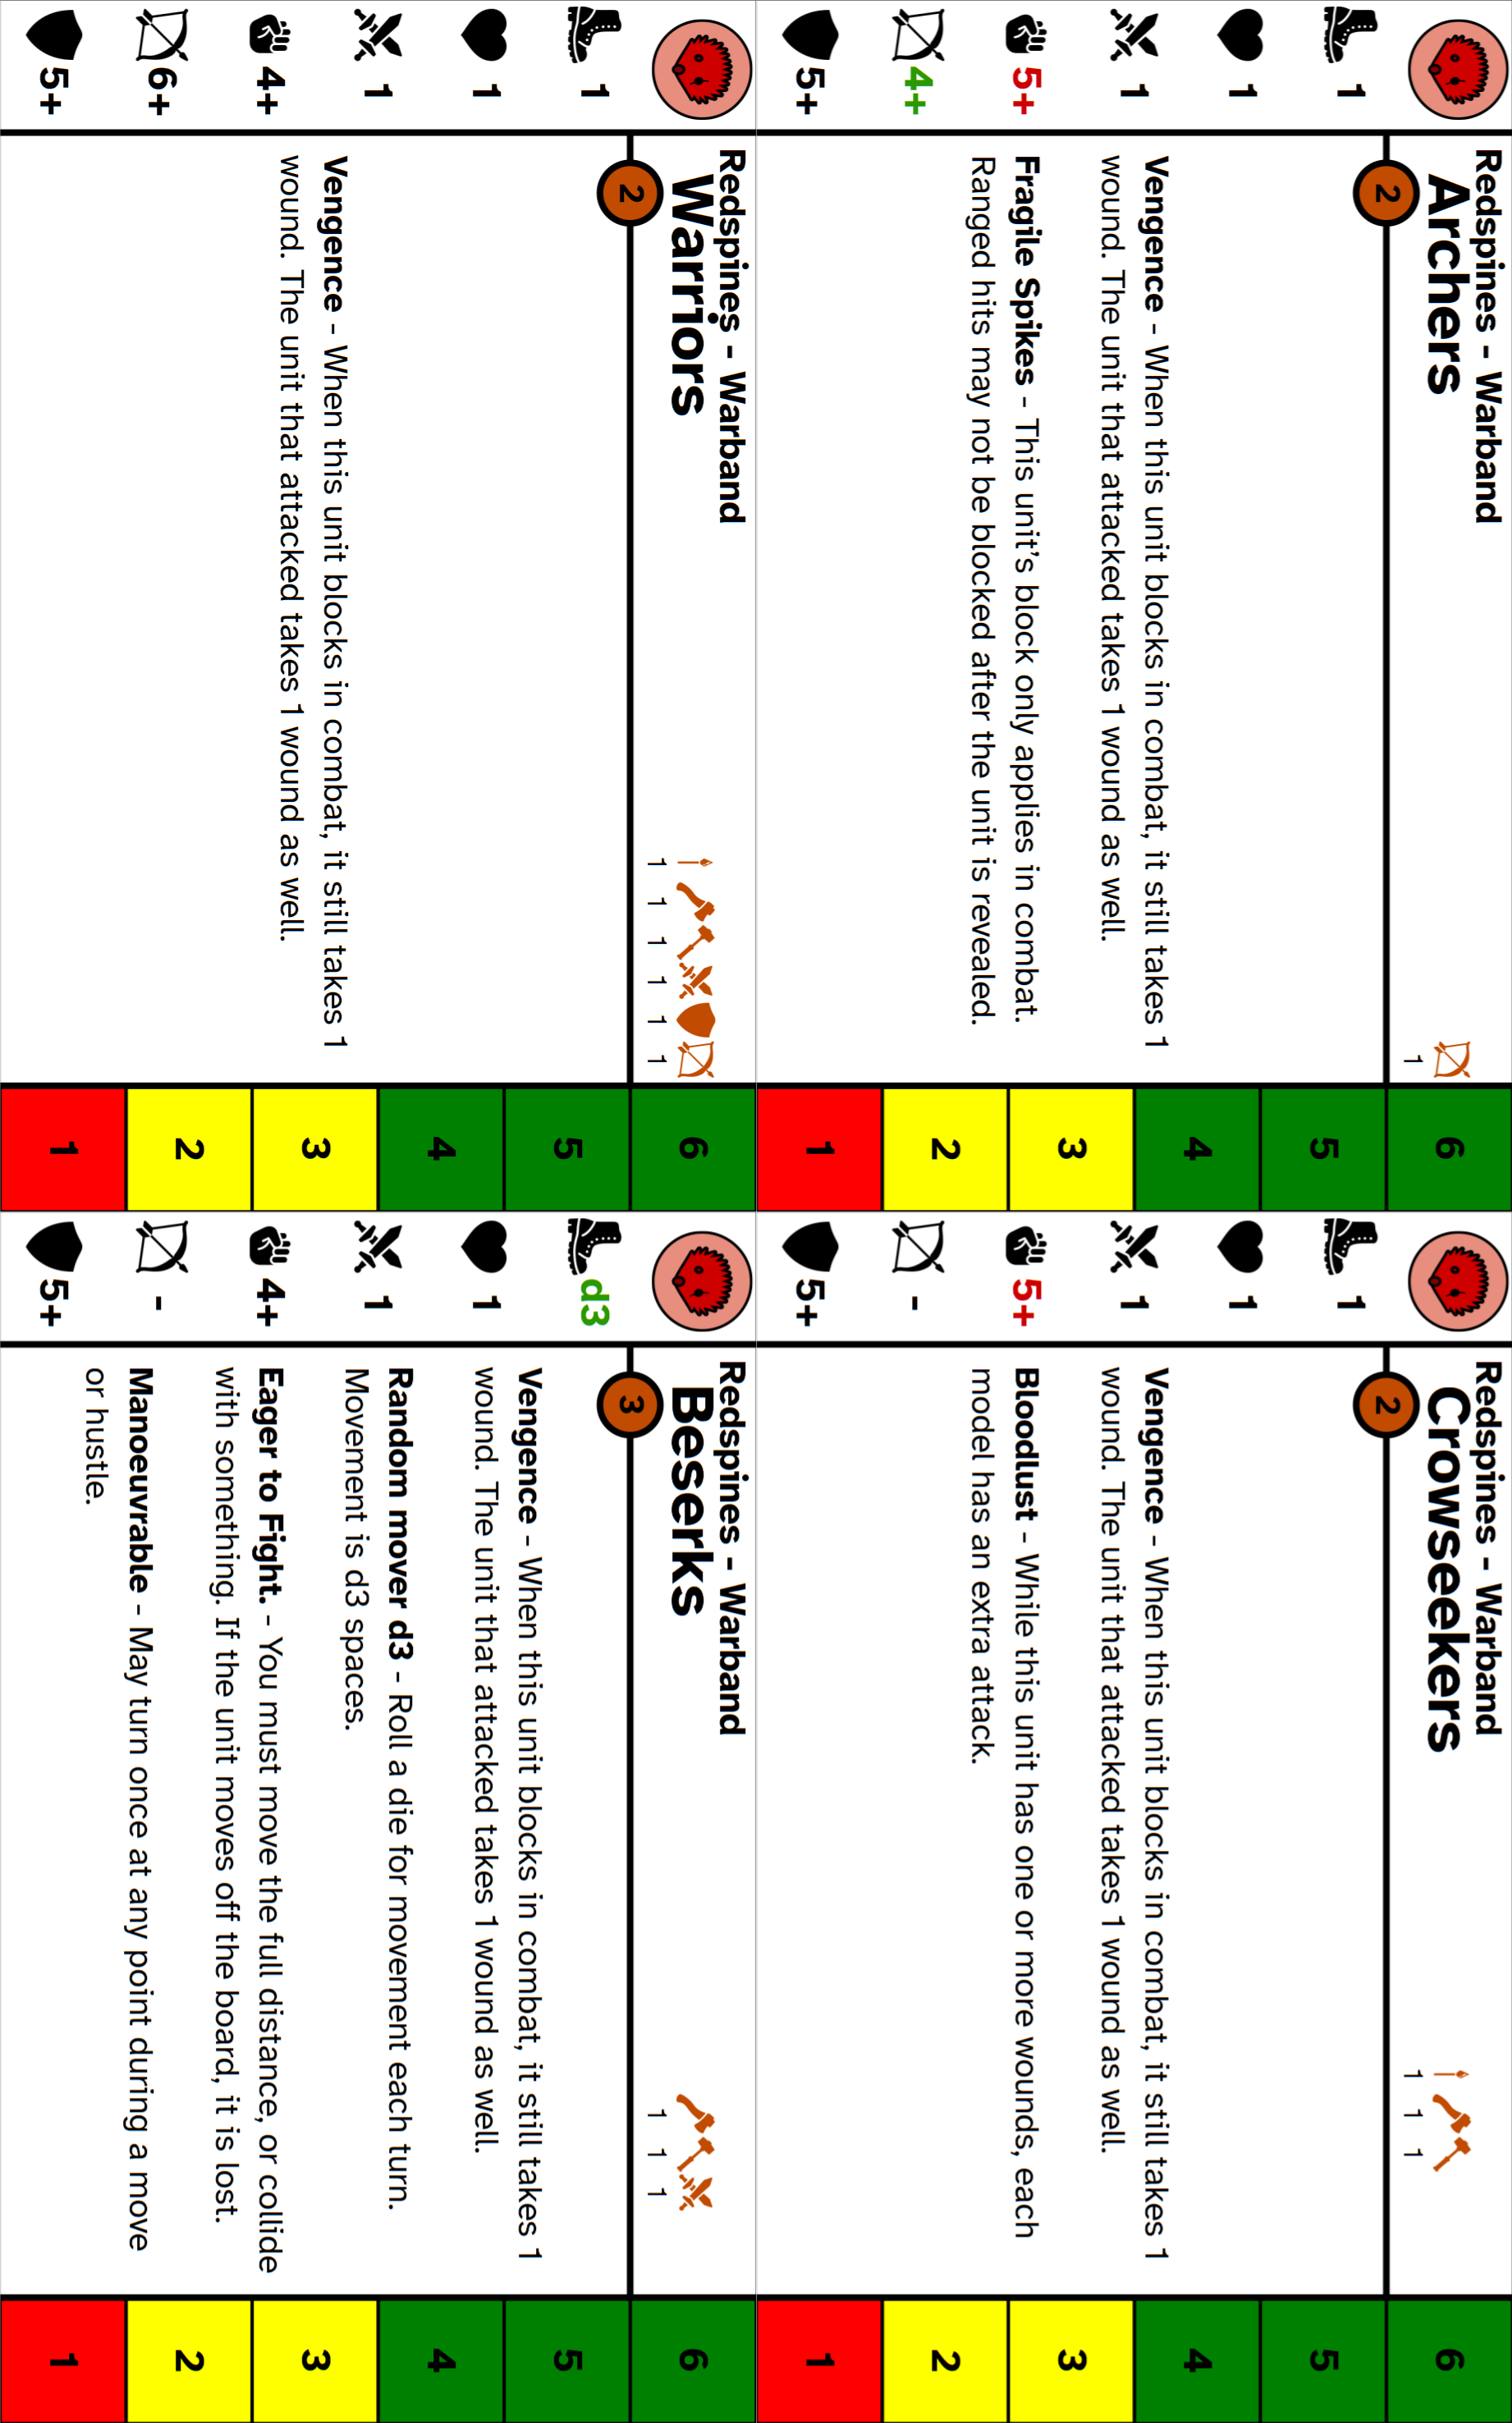 Redspines - Warband
Archers
2
1
1
1
1
5+
4+
5+
Vengence - When this unit blocks in combat, it still takes 1
wound. The unit that attacked takes 1 wound as well.
Fragile Spikes - This unit’s block only applies in combat.
Ranged hits may not be blocked after the unit is revealed.
6
5
4
3
2
1
Redspines - Warband
Crowseekers
2
1 1 1
1
1
1
5+
-
5+
Vengence - When this unit blocks in combat, it still takes 1
wound. The unit that attacked takes 1 wound as well.
Bloodlust - While this unit has one or more wounds, each
model has an extra attack.
6
5
4
3
2
1
Redspines - Warband
Warriors
2
1 1 1 1 1 1
1
1
1
4+
6+
5+
Vengence - When this unit blocks in combat, it still takes 1
wound. The unit that attacked takes 1 wound as well.
6
5
4
3
2
1
Redspines - Warband
Beserks
3
1 1 1
d3
1
1
4+
-
5+
Vengence - When this unit blocks in combat, it still takes 1
wound. The unit that attacked takes 1 wound as well.
Random mover d3 - Roll a die for movement each turn.
Movement is d3 spaces.
Eager to Fight. - You must move the full distance, or collide
with something. If the unit moves off the board, it is lost.
Manoeuvrable - May turn once at any point during a move
or hustle.
6
5
4
3
2
1